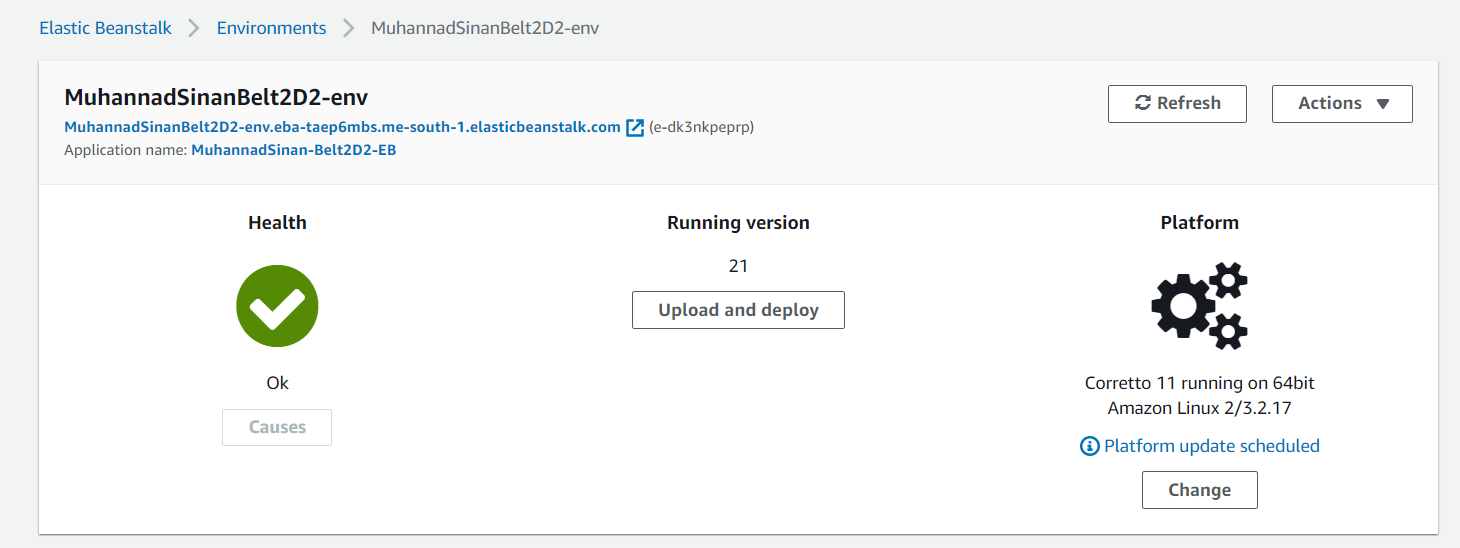 Elastic Beanstalk > Environments > MuhannadSinanBelt2D2-env
MuhannadSinanBelt2D2-env
Refresh
Actions
MuhannadSinanBelt2D2-env.eba-taep6mbs.me-south-1.elasticbeanstalk.com (e-dk3nkpeprp)
Application name: MuhannadSinan-Belt2D2-EB
Health
Ok
Causes
Running version
21
Upload and deploy
Platform
Corretto 11 running on 64bit
Amazon Linux 2/3.2.17
Platform update scheduled
Change